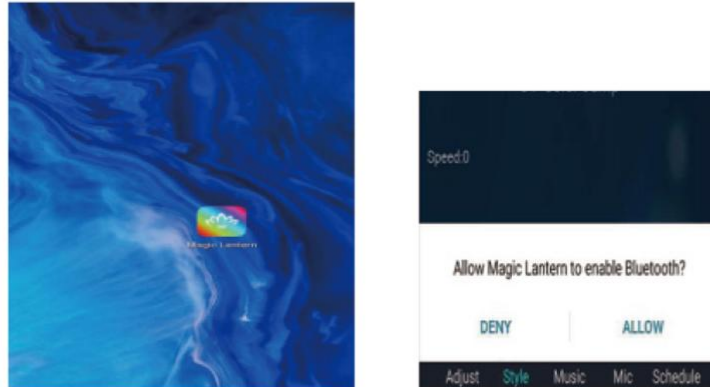 Magic Lantern
Speed:0
Allow Magic Lantern to enable Bluetooth?
DENY
ALLOW
Adjust Style Music Mic Schedule